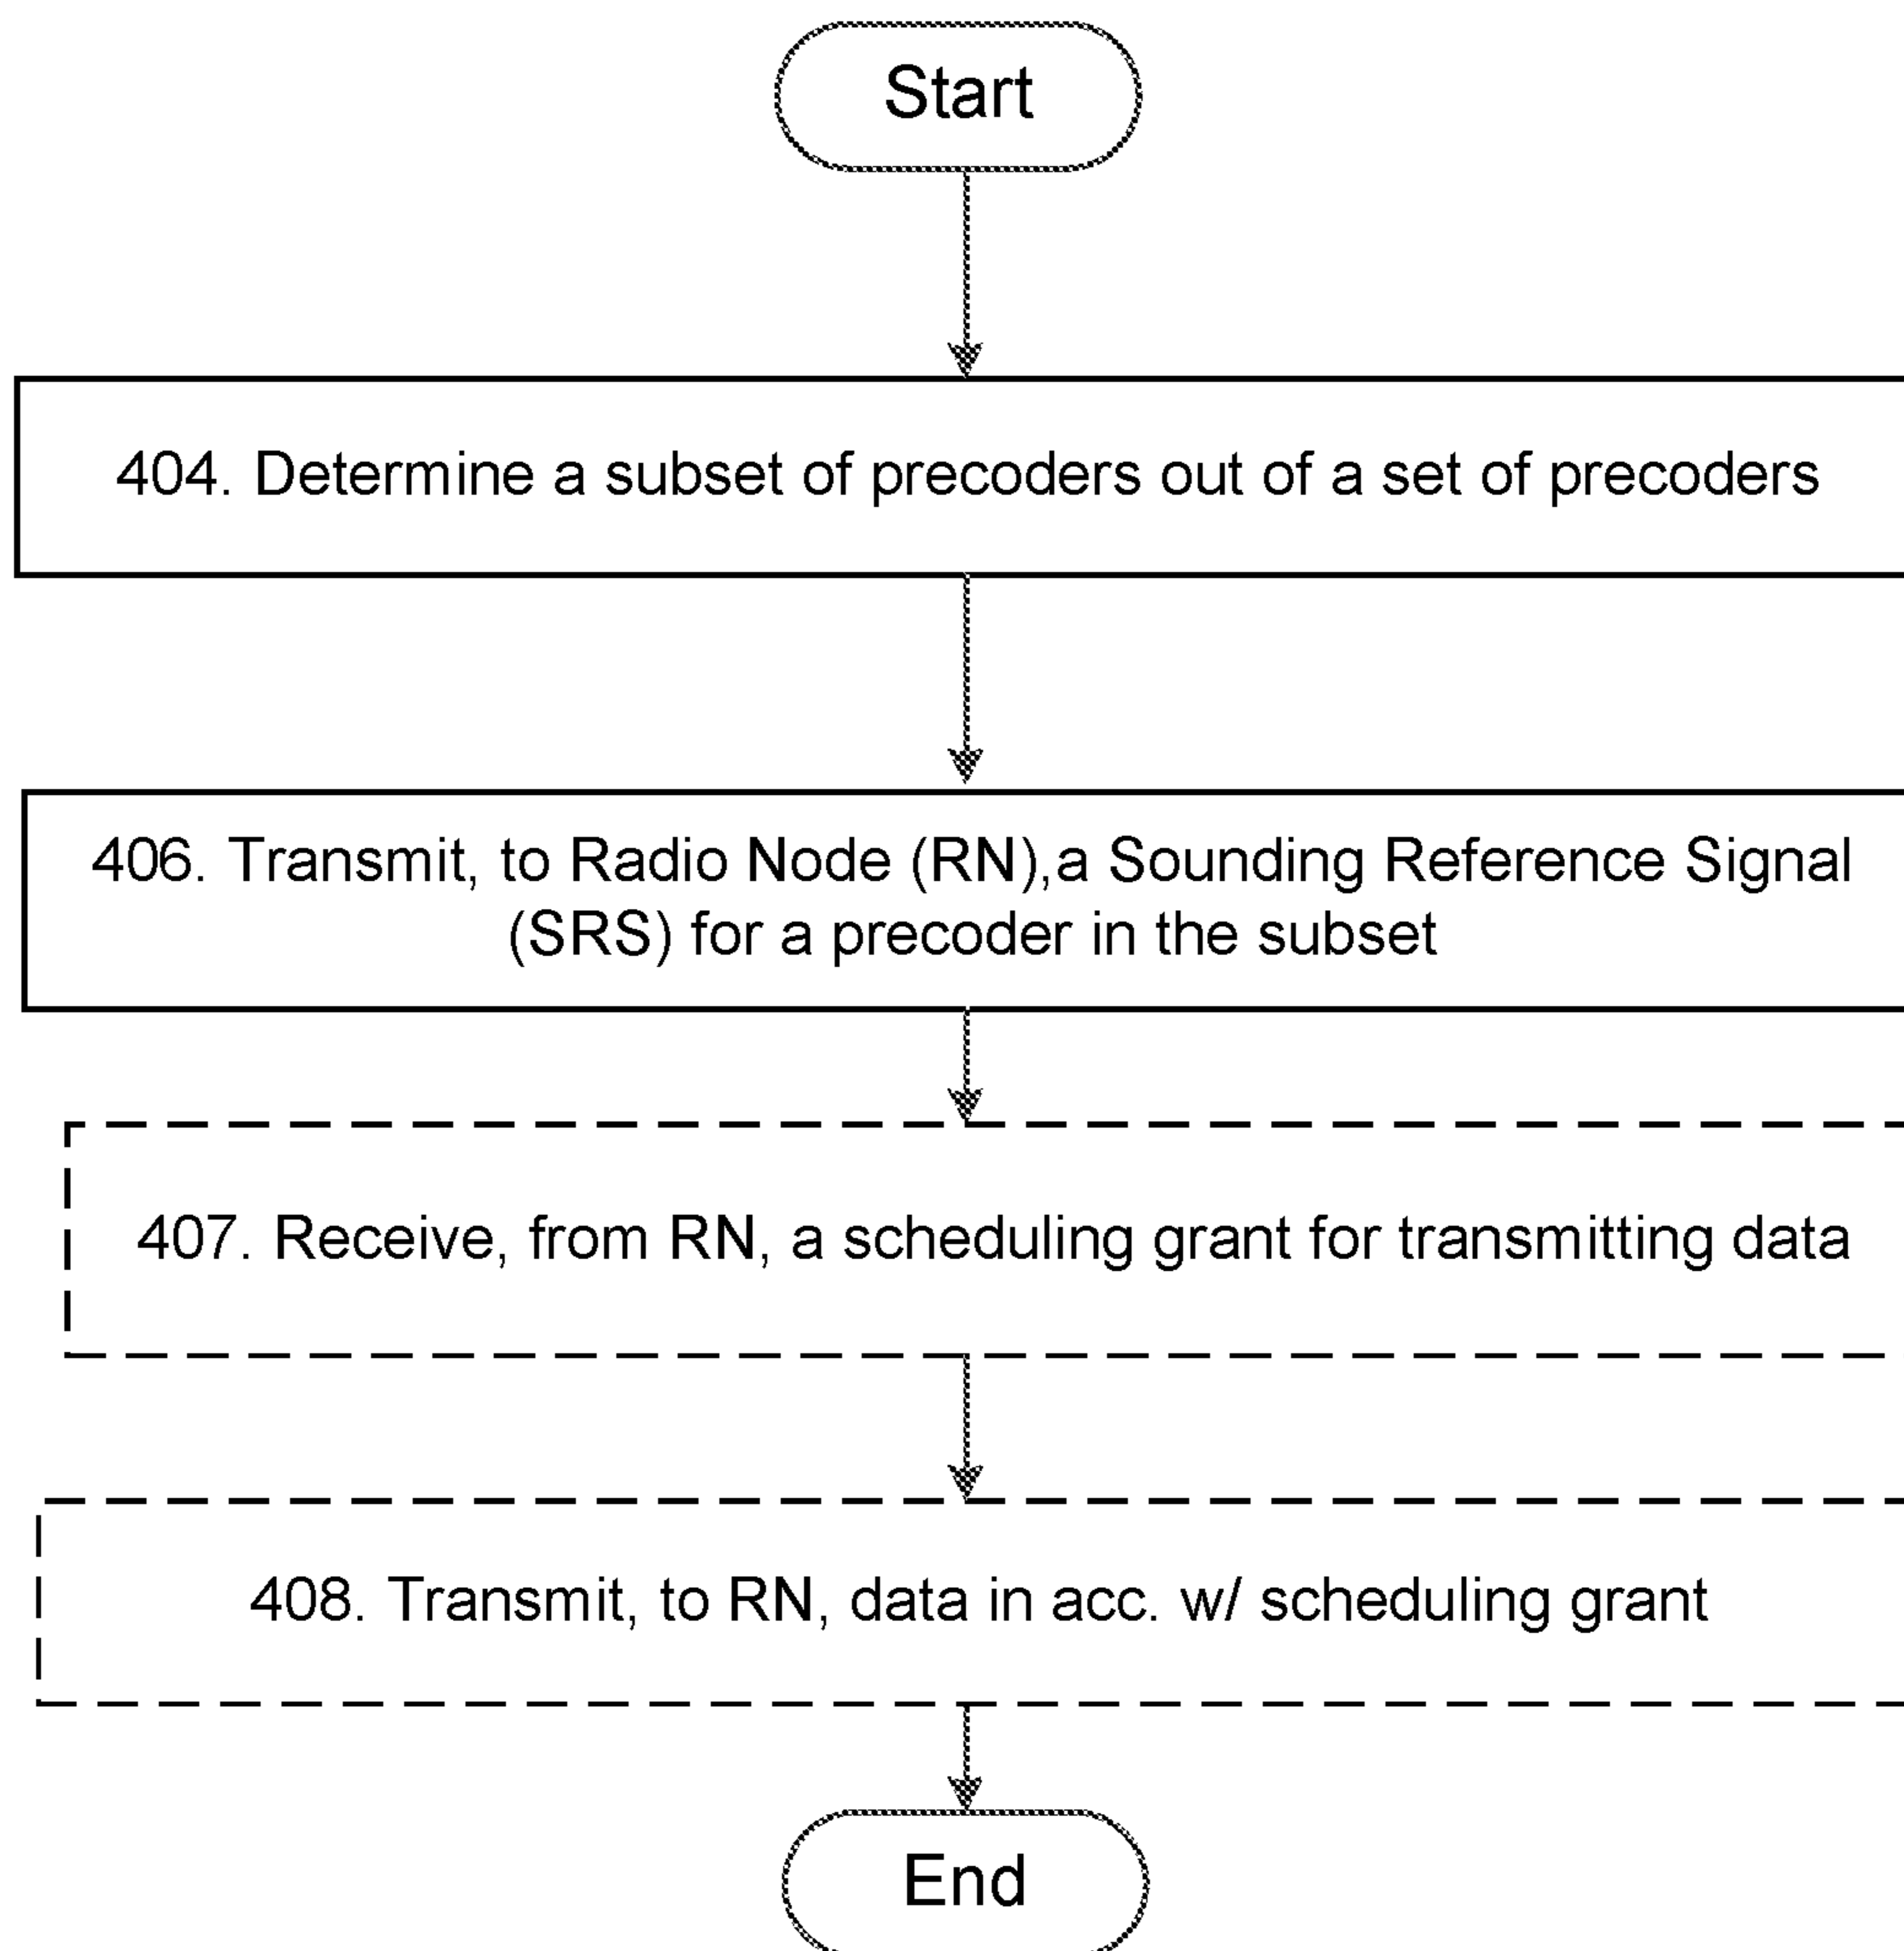 Start
404. Determine a subset of precoders out of a set of precoders
406. Transmit, to Radio Node (RN),a Sounding Reference Signal
(SRS) for a precoder in the subset
407. Receive, from RN, a scheduling grant for transmitting data
408. Transmit, to RN, data in acc. w/ scheduling grant
End